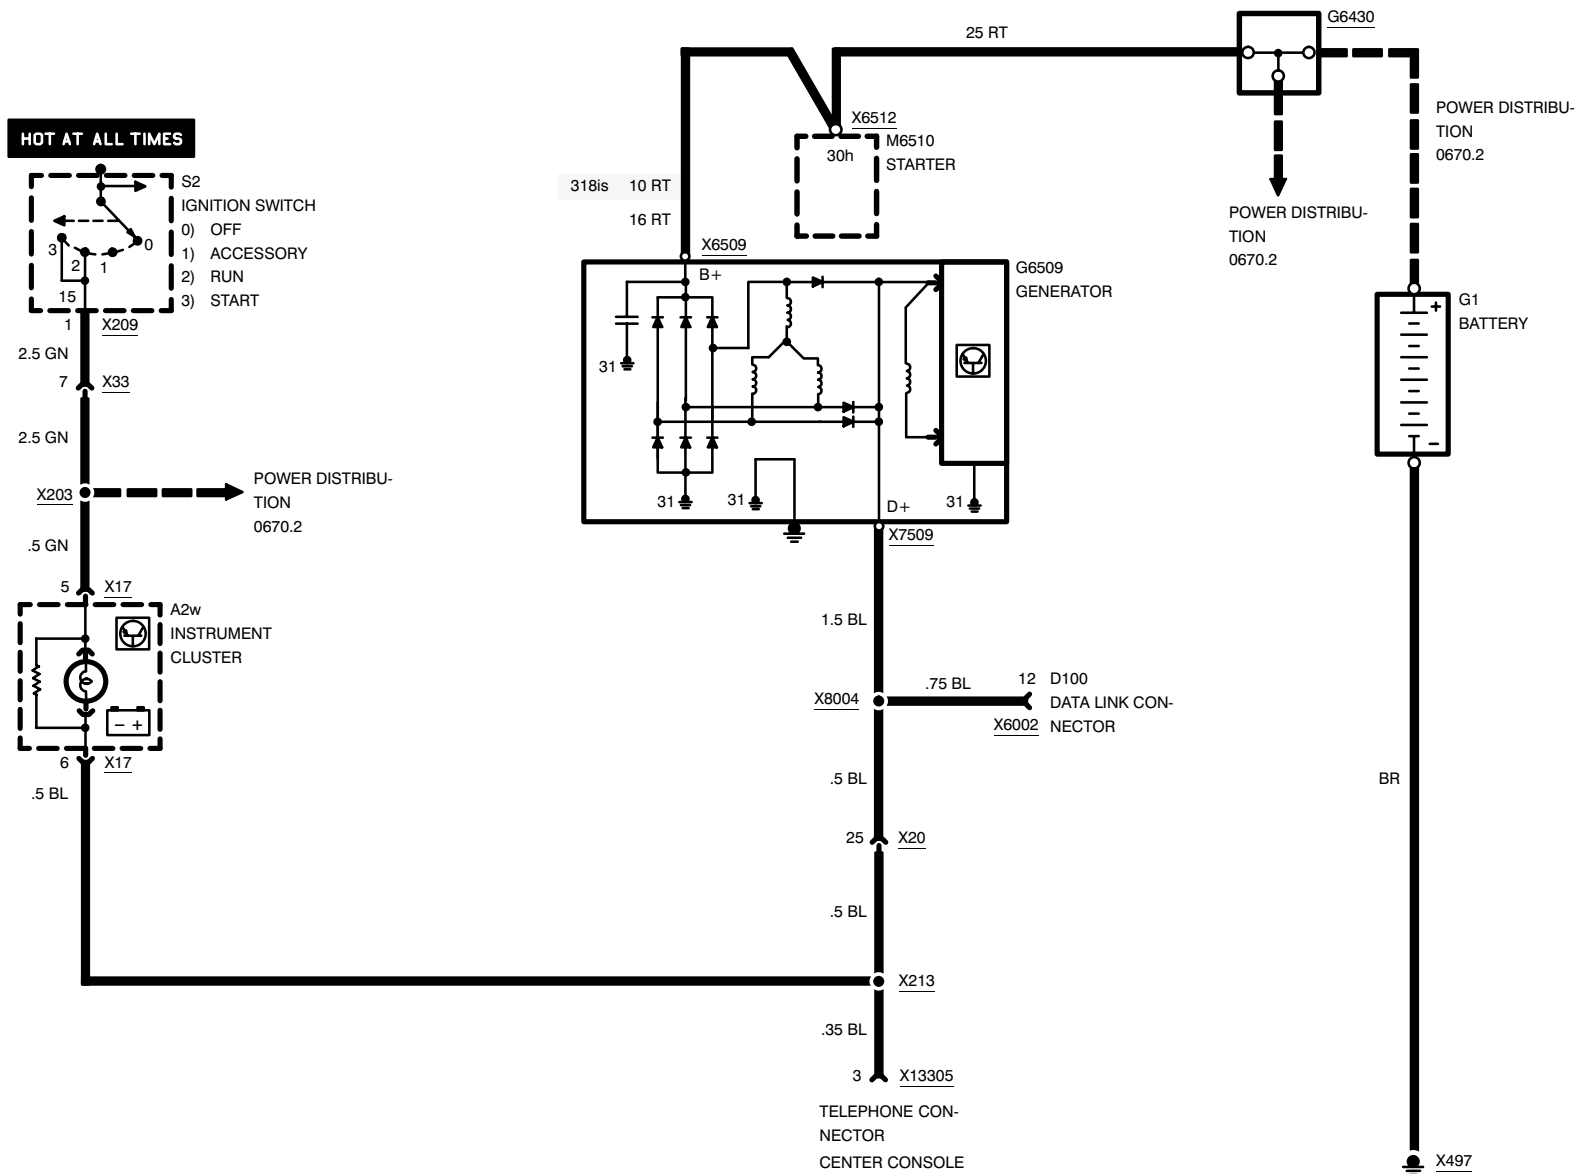 G6430
25 RT
X6512
M6510
STARTER
30h
POWER DISTRIBU-
TION
0670.2
POWER DISTRIBU-
TION
0670.2
HOT AT ALL TIMES
S2
IGNITION SWITCH
0) OFF
1) ACCESSORY
2) RUN
3) START
0
3
2
1
15
1 X209
2.5 GN
7 X33
2.5 GN
X203
POWER DISTRIBU-
TION
0670.2
.5 GN
5 X17
A2w
INSTRUMENT
CLUSTER
− +
6 X17
.5 BL
318is 10 RT
16 RT
X6509
B+
G6509
GENERATOR
31
31
31
31
D+
X7509
1.5 BL
X8004
.75 BL
12 D100
DATA LINK CON-
X6002 NECTOR
.5 BL
25 X20
.5 BL
X213
.35 BL
3 X13305
TELEPHONE CON-
NECTOR
CENTER CONSOLE
G1
BATTERY
+
−
BR
X497